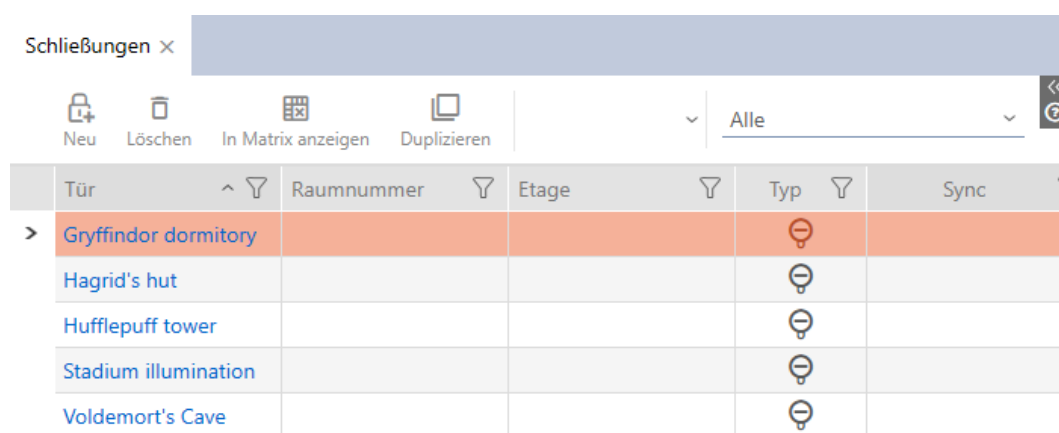 Schließungen
Neu Löschen In Matrix anzeigen Duplizieren Alle
Tür Raumnummer Etage Typ Sync
Gryffindor dormitory
Hagrid's hut
Hufflepuff tower
Stadium illumination
Voldemort's Cave